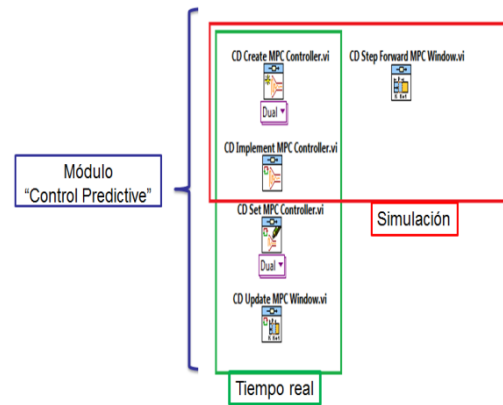 CD Create MPC Controller.vi
CD Step Forward MPC Window.vi
Dual
CD Implement MPC Controller.vi
Módulo
“Control Predictive”
CD Set MPC Controller.vi
Simulación
Dual
CD Update MPC Window.vi
Tiempo real